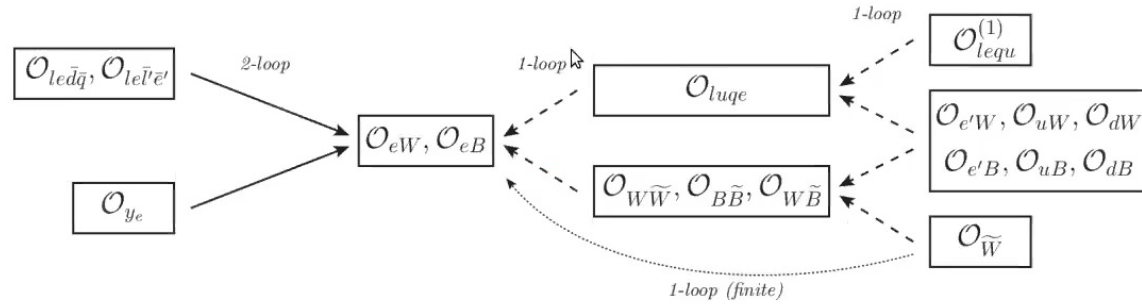 1-loop
𝒪_{lequ}^{(1)}
2-loop
1-loop
𝒪_{led̄q̄}, 𝒪_{lel̄'ē'}
𝒪_{luqe}
𝒪_{e'W}, 𝒪_{uW}, 𝒪_{dW}
𝒪_{eW}, 𝒪_{eB}
𝒪_{e'B}, 𝒪_{uB}, 𝒪_{dB}
𝒪_{y_e}
𝒪_{WW̃}, 𝒪_{BB̃}, 𝒪_{WB̃}
𝒪_{W̃}
1-loop (finite)